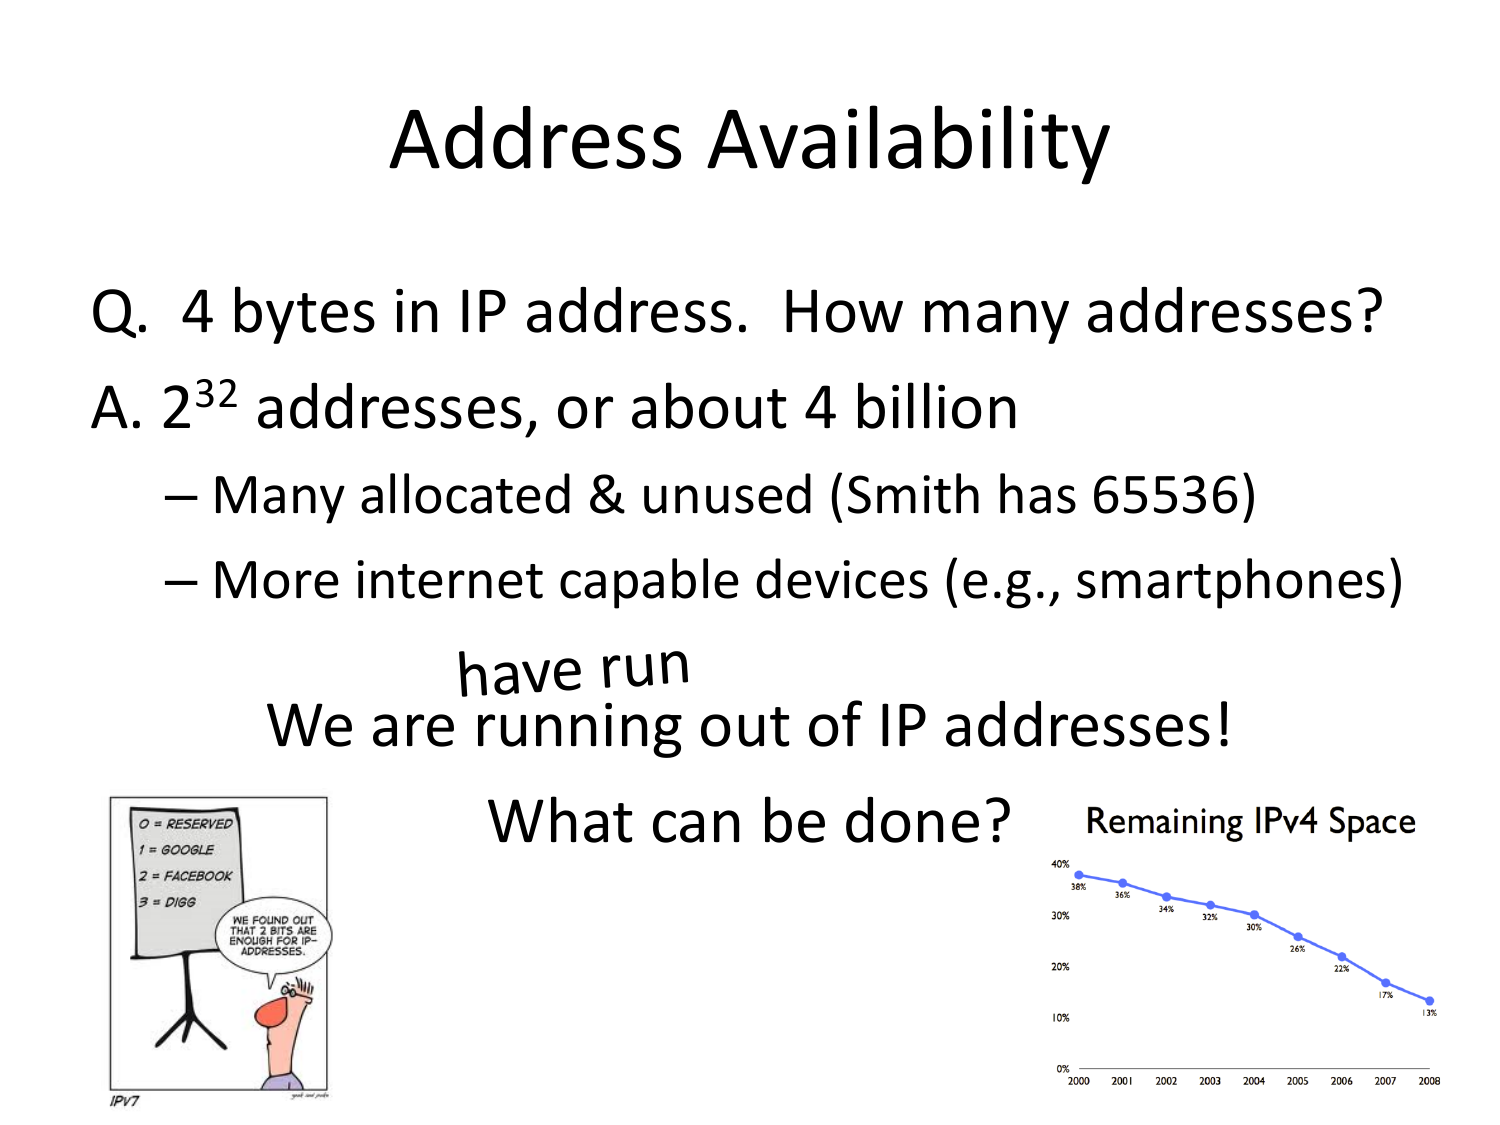 Address Availability
Q.  4 bytes in IP address.  How many addresses?
A. 2³² addresses, or about 4 billion
– Many allocated & unused (Smith has 65536)
– More internet capable devices (e.g., smartphones)
have run
We are running out of IP addresses!
What can be done?
0 = RESERVED
1 = GOOGLE
2 = FACEBOOK
3 = DIGG
WE FOUND OUT
THAT 2 BITS ARE
ENOUGH FOR IP-
ADDRESSES.
geek and poke
IPV7
Remaining IPv4 Space
40%
30%
20%
10%
0%
38%
36%
34%
32%
30%
26%
22%
17%
13%
2000 2001 2002 2003 2004 2005 2006 2007 2008